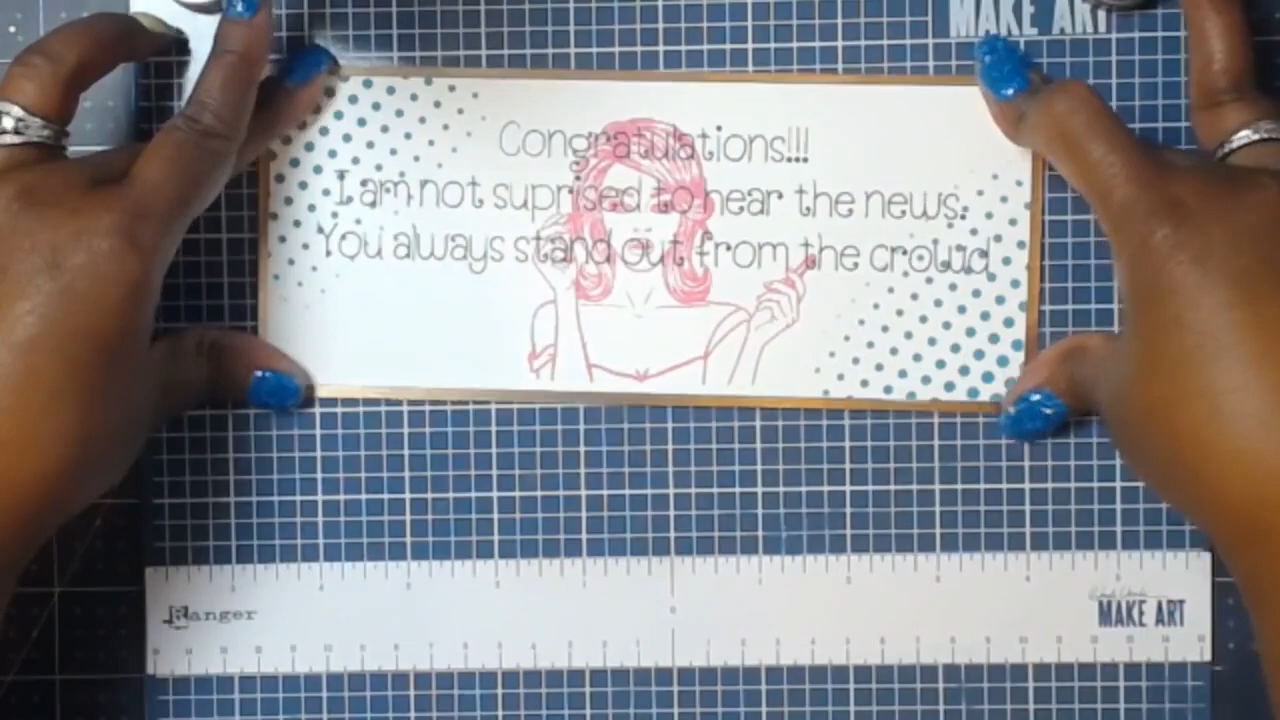 MAKE ART
Congratulations!!!
I am not suprised to hear the news.
You always stand out from the crowd
Ranger
MAKE ART